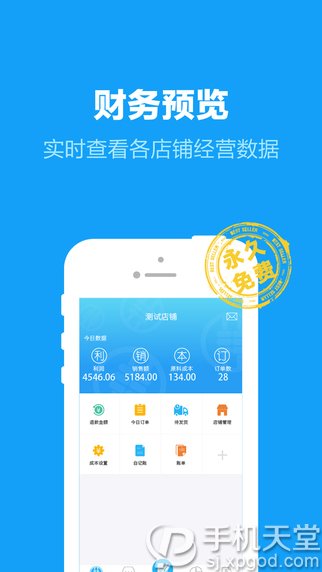 财务预览
实时查看各店铺经营数据
BEST SELLER
永久
免费
BEST SELLER
测试店铺
今日数据
利 销 本 订
利润 销售额 原料成本 订单数
4546.06 5184.00 134.00 28
退款金额 今日订单 待发货 店铺管理
成本设置 自记账 账单
手机天堂
sj.xpgod.com